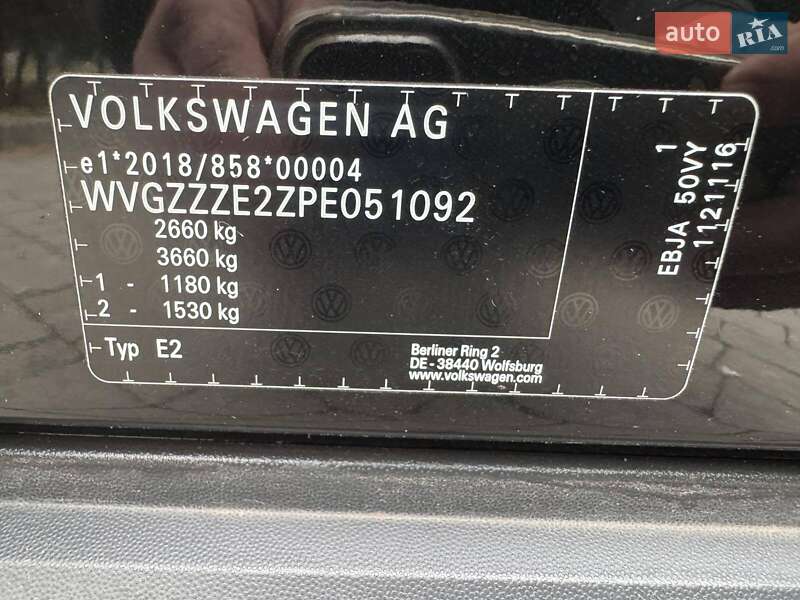 auto RIA
.com
VOLKSWAGEN AG
e1*2018/858*00004
WVGZZZE2ZPE051092
2660 kg
3660 kg
1 - 1180 kg
2 - 1530 kg
Typ E2
Berliner Ring 2
DE - 38440 Wolfsburg
www.volkswagen.com
1
EBJA 50VY
1121116